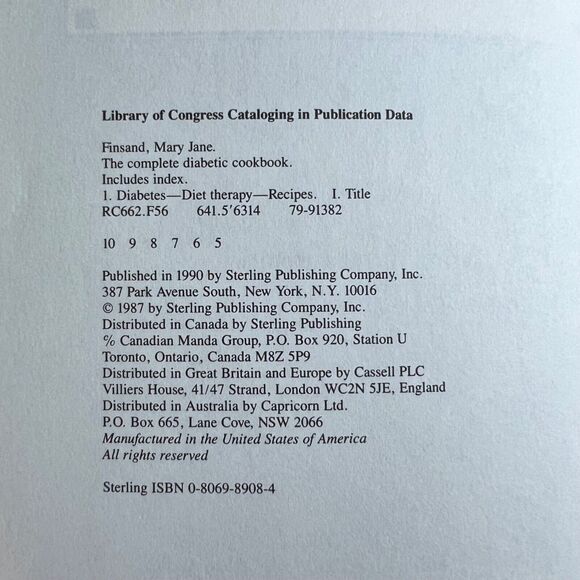 Library of Congress Cataloging in Publication Data
Finsand, Mary Jane.
The complete diabetic cookbook.
Includes index.
1. Diabetes—Diet therapy—Recipes. I. Title
RC662.F56 641.5′6314 79-91382
10 9 8 7 6 5
Published in 1990 by Sterling Publishing Company, Inc.
387 Park Avenue South, New York, N.Y. 10016
© 1987 by Sterling Publishing Company, Inc.
Distributed in Canada by Sterling Publishing
℅ Canadian Manda Group, P.O. Box 920, Station U
Toronto, Ontario, Canada M8Z 5P9
Distributed in Great Britain and Europe by Cassell PLC
Villiers House, 41/47 Strand, London WC2N 5JE, England
Distributed in Australia by Capricorn Ltd.
P.O. Box 665, Lane Cove, NSW 2066
Manufactured in the United States of America
All rights reserved
Sterling ISBN 0-8069-8908-4